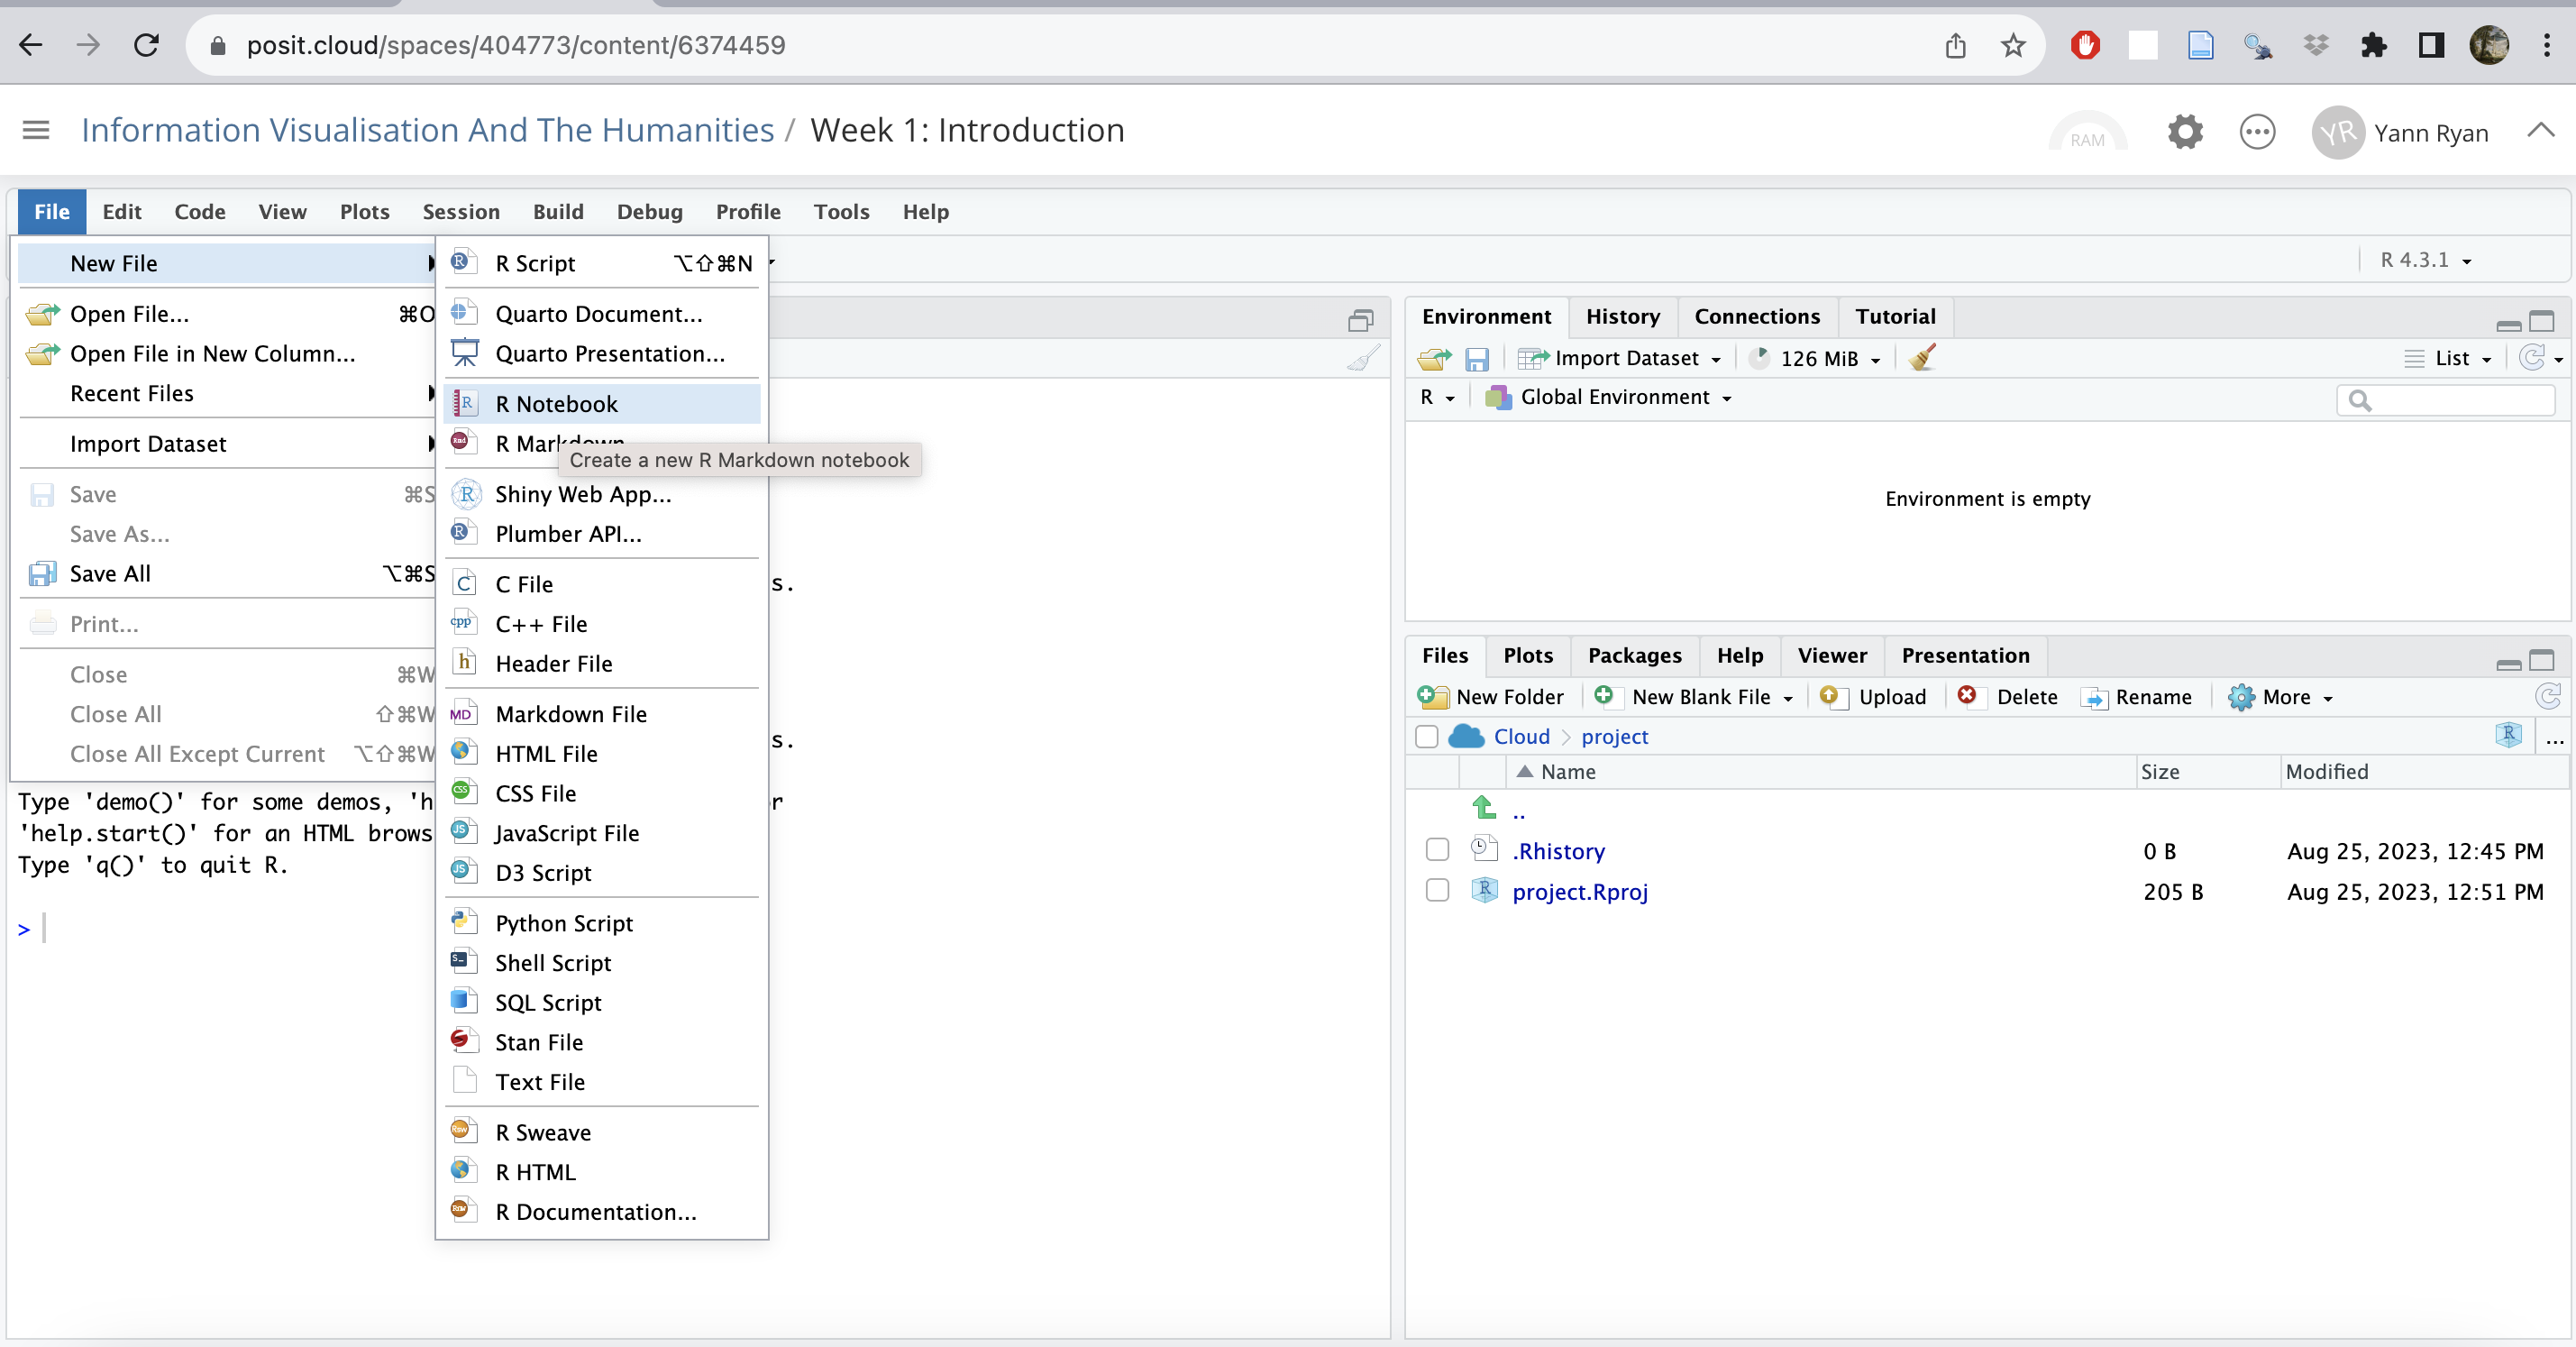 posit.cloud/spaces/404773/content/6374459
Information Visualisation And The Humanities / Week 1: Introduction
RAM
YR Yann Ryan
File Edit Code View Plots Session Build Debug Profile Tools Help
R 4.3.1
New File
Open File... ⌘O
Open File in New Column...
Recent Files
Import Dataset
Save ⌘S
Save As...
Save All ⌥⌘S
Print...
Close ⌘W
Close All ⇧⌘W
Close All Except Current ⌥⇧⌘W
R Script ⌥⇧⌘N
Quarto Document...
Quarto Presentation...
R Notebook
R Markdown
Create a new R Markdown notebook
Shiny Web App...
Plumber API...
C File
C++ File
Header File
Markdown File
HTML File
CSS File
JavaScript File
D3 Script
Python Script
Shell Script
SQL Script
Stan File
Text File
R Sweave
R HTML
R Documentation...
s.
s.
Type 'demo()' for some demos, 'h
r
'help.start()' for an HTML brows
Type 'q()' to quit R.
>
Environment History Connections Tutorial
Import Dataset 126 MiB List
R Global Environment
Environment is empty
Files Plots Packages Help Viewer Presentation
New Folder New Blank File Upload Delete Rename More
Cloud project ...
Name Size Modified
..
.Rhistory 0 B Aug 25, 2023, 12:45 PM
project.Rproj 205 B Aug 25, 2023, 12:51 PM